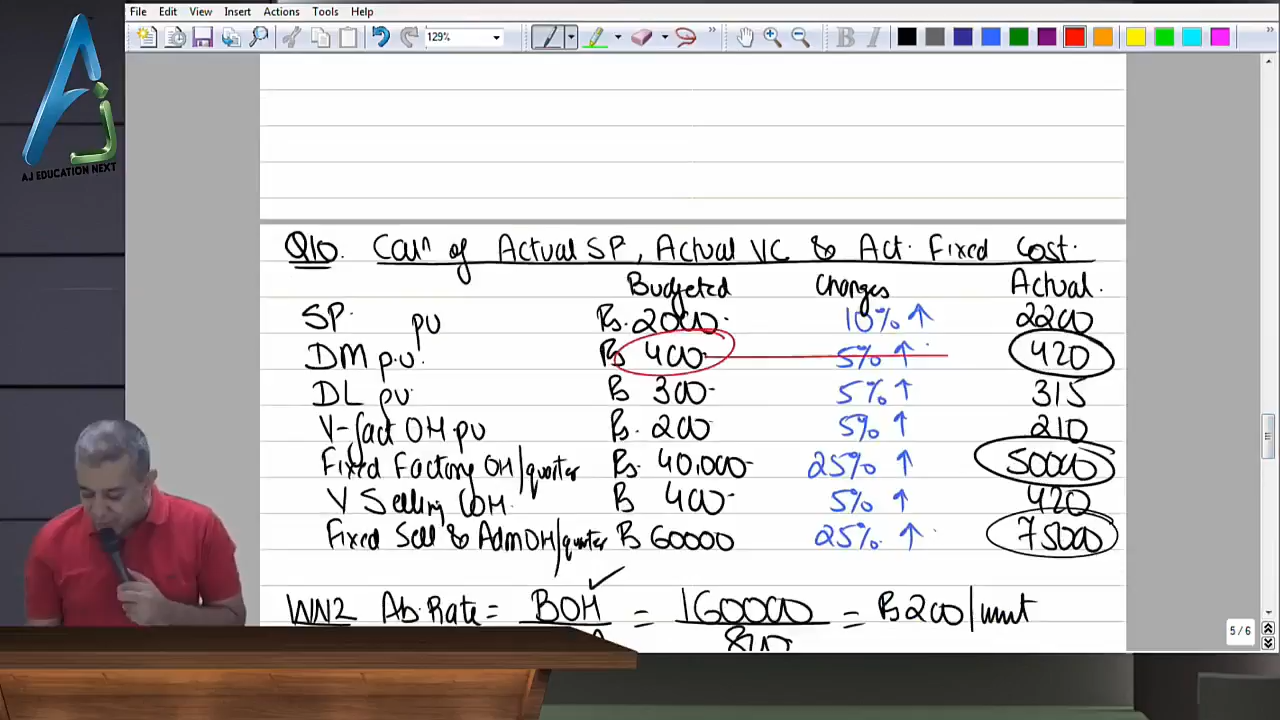 File Edit View Insert Actions Tools Help
129%
AJ EDUCATION NEXT
Q10. Calⁿ of Actual SP, Actual VC & Act. Fixed Cost.
Budgeted Changes Actual.
SP. pu Rs. 2000 10% ↑ 2200
DM p.u. Rs 400 5% ↑ 420
DL pu Rs 300 5% ↑ 315
V-fact OH pu Rs. 200 5% ↑ 210
Fixed Factory OH/quarter Rs. 40,000 25% ↑ 50000
V Selling OH Rs 400 5% ↑ 420
Fixed Sell & Adm OH/quarter Rs 60000 25% ↑ 75000
WN2 Ab. Rate = BOH = 160000 = Rs 200/unit
800
5 / 6